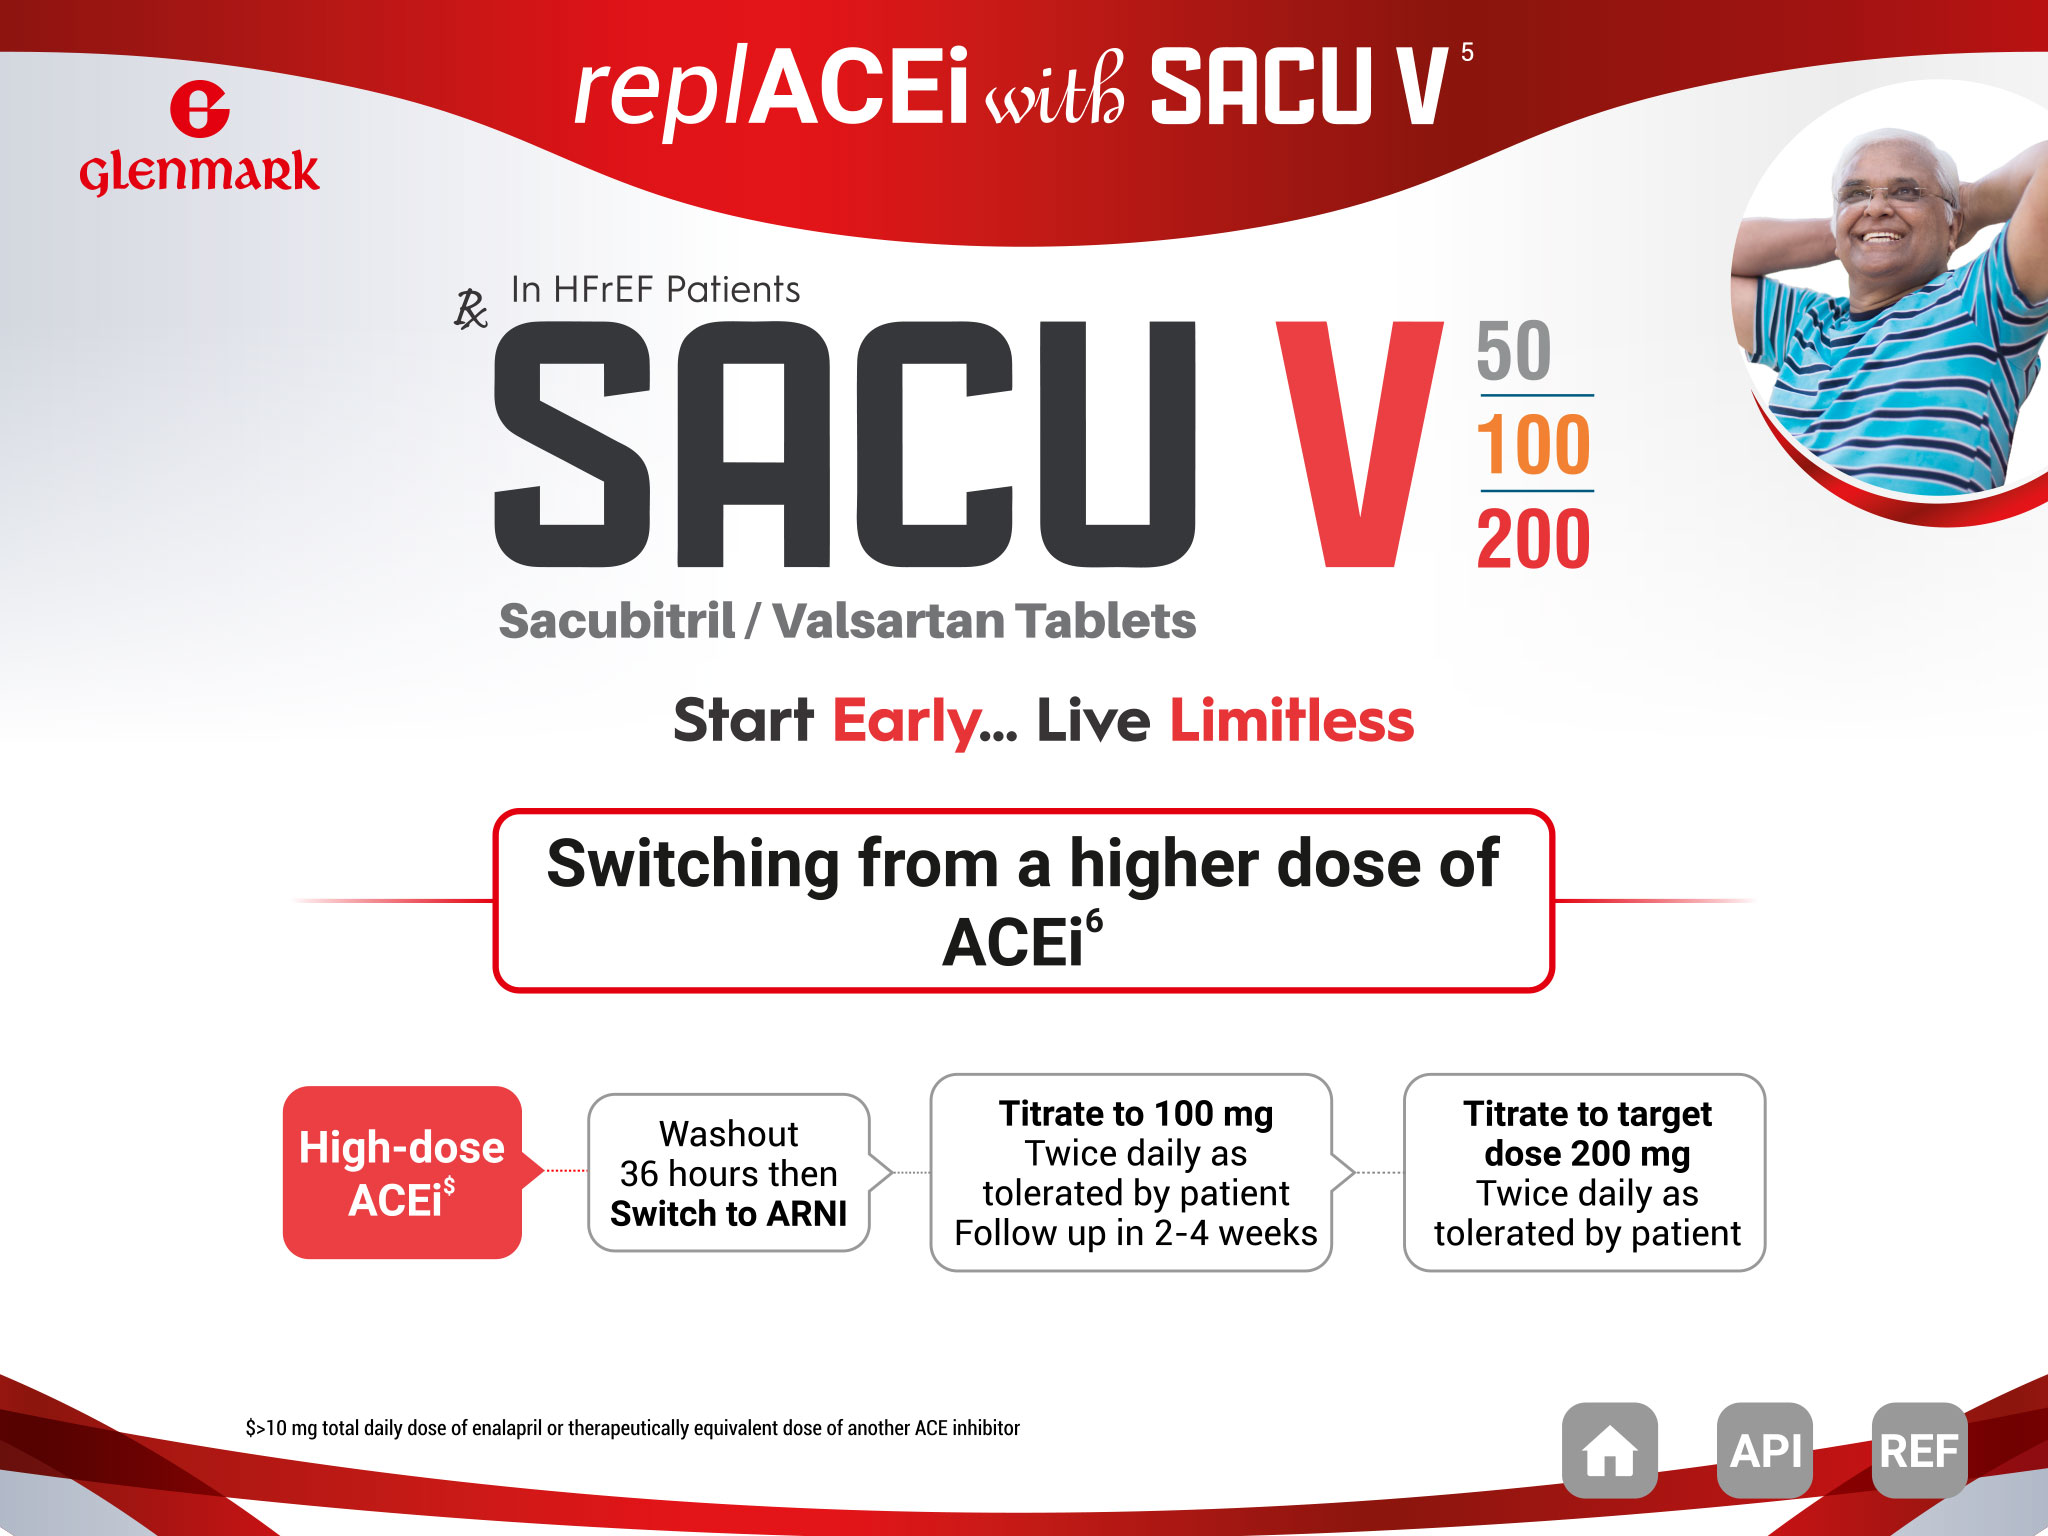 replACEi with SACU V 5
glenmark
Rx In HFrEF Patients
SACU V
50
100
200
Sacubitril / Valsartan Tablets
Start Early... Live Limitless
Switching from a higher dose of
ACEi6
High-dose
ACEi$
Washout
36 hours then
Switch to ARNI
Titrate to 100 mg
Twice daily as
tolerated by patient
Follow up in 2-4 weeks
Titrate to target
dose 200 mg
Twice daily as
tolerated by patient
$>10 mg total daily dose of enalapril or therapeutically equivalent dose of another ACE inhibitor
API
REF